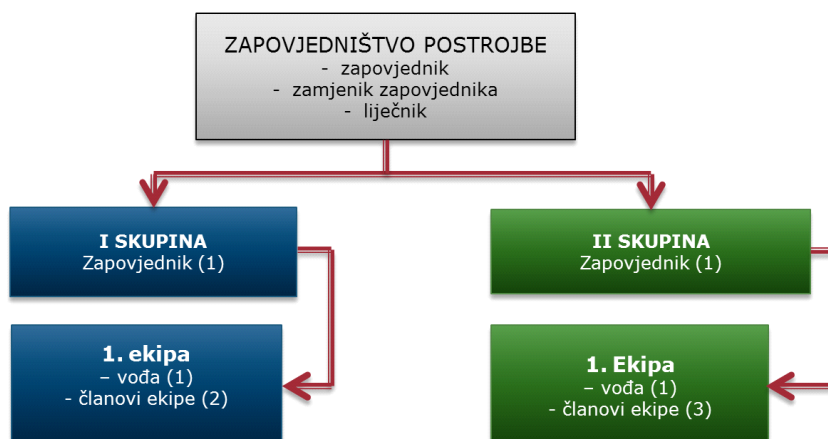 ZAPOVJEDNIŠTVO POSTROJBE
- zapovjednik
- zamjenik zapovjednika
- liječnik
I SKUPINA
Zapovjednik (1)
II SKUPINA
Zapovjednik (1)
1. ekipa
– vođa (1)
- članovi ekipe (2)
1. Ekipa
– vođa (1)
- članovi ekipe (3)